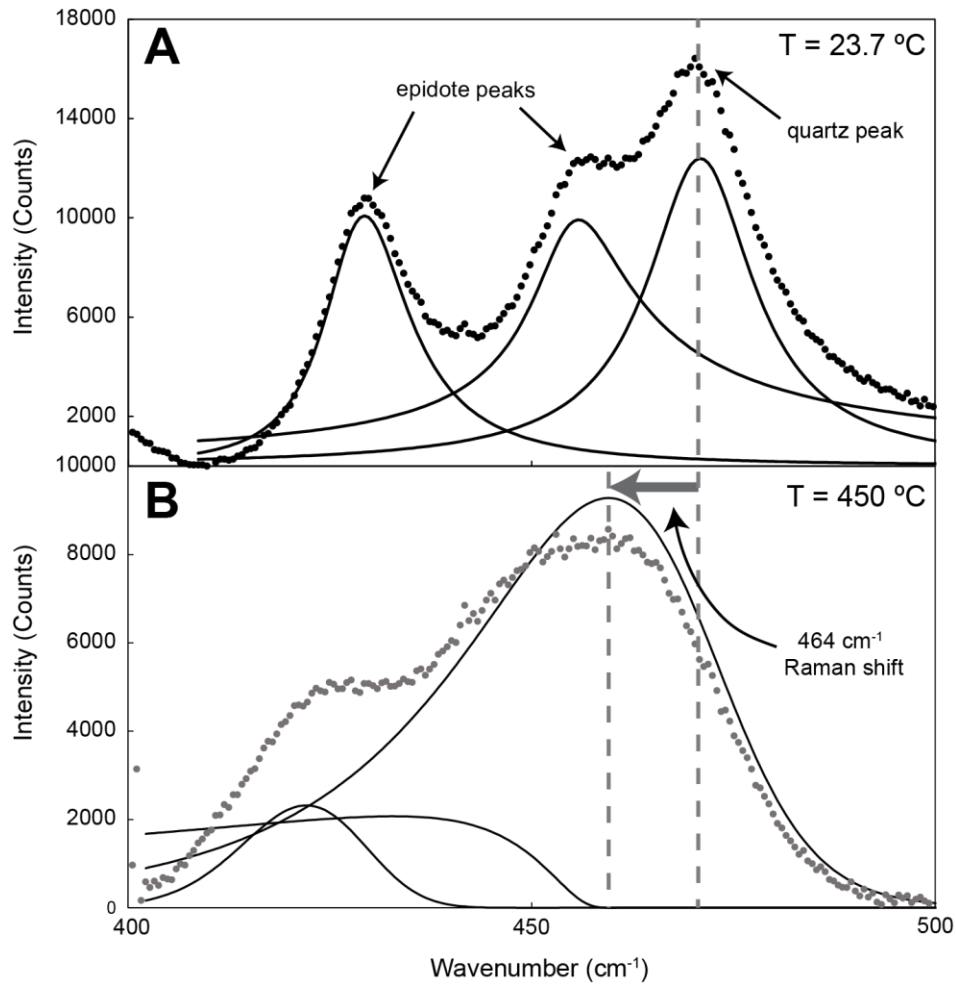 18000
A
T = 23.7 ºC
epidote peaks
quartz peak
14000
10000
6000
2000
Intensity (Counts)
10000
B
T = 450 ºC
8000
6000
4000
2000
0
Intensity (Counts)
464 cm-1
Raman shift
400
450
500
Wavenumber (cm-1)